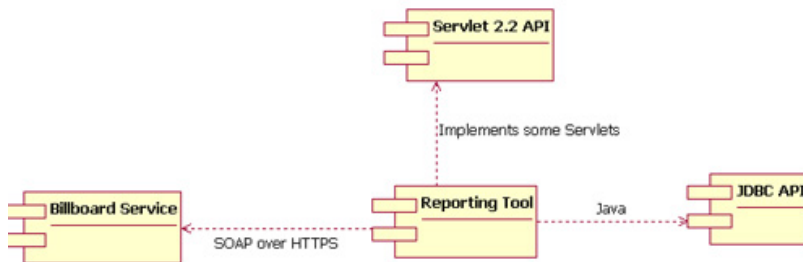 Servlet 2.2 API
Implements some Servlets
Billboard Service
Reporting Tool
JDBC API
Java
SOAP over HTTPS